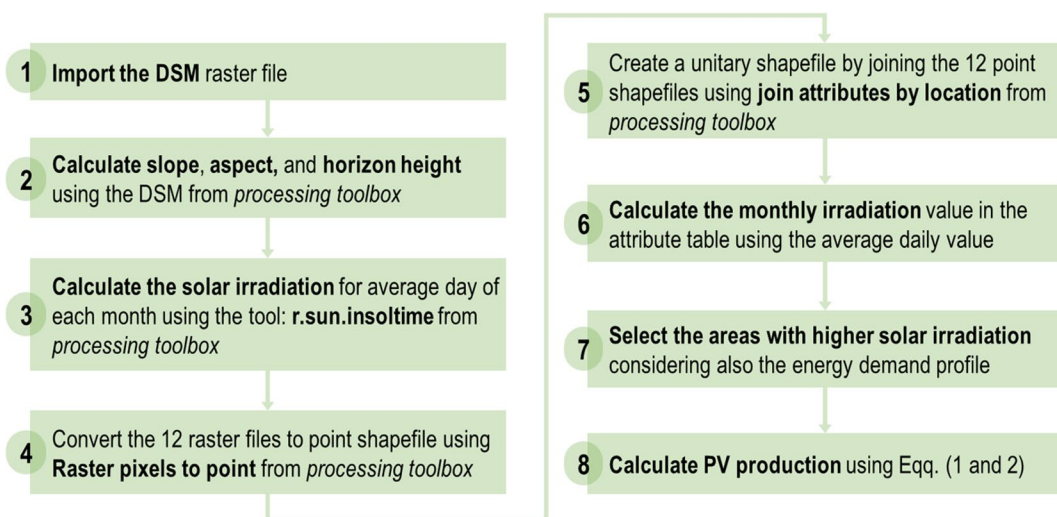 1 Import the DSM raster file
2 Calculate slope, aspect, and horizon height
using the DSM from processing toolbox
3 Calculate the solar irradiation for average day of
each month using the tool: r.sun.insoltime from
processing toolbox
4 Convert the 12 raster files to point shapefile using
Raster pixels to point from processing toolbox
5 Create a unitary shapefile by joining the 12 point
shapefiles using join attributes by location from
processing toolbox
6 Calculate the monthly irradiation value in the
attribute table using the average daily value
7 Select the areas with higher solar irradiation
considering also the energy demand profile
8 Calculate PV production using Eqq. (1 and 2)